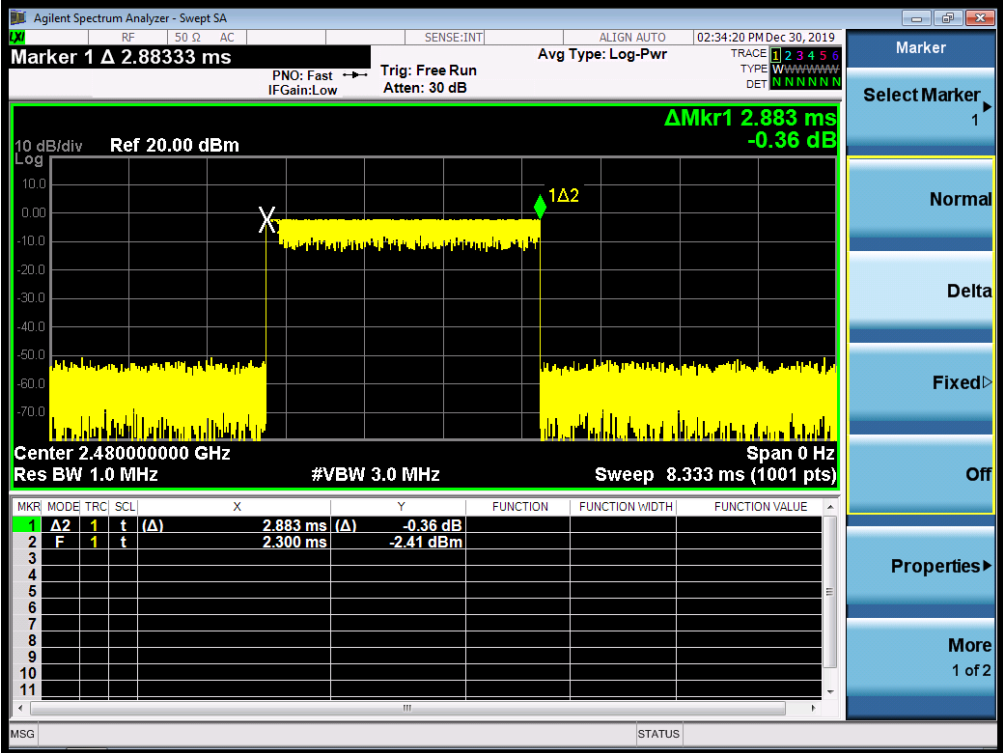 Agilent Spectrum Analyzer - Swept SA
LXI RF 50 Ω AC SENSE:INT ALIGN AUTO 02:34:20 PM Dec 30, 2019
Marker 1 Δ 2.88333 ms
PNO: Fast
IFGain:Low
Trig: Free Run
Atten: 30 dB
Avg Type: Log-Pwr
TRACE 1 2 3 4 5 6
TYPE WWWWWW
DET N N N N N N
ΔMkr1 2.883 ms
-0.36 dB
10 dB/div Ref 20.00 dBm
Log
10.0
0.00
-10.0
-20.0
-30.0
-40.0
-50.0
-60.0
-70.0
X
1Δ2
Center 2.480000000 GHz Span 0 Hz
Res BW 1.0 MHz #VBW 3.0 MHz Sweep 8.333 ms (1001 pts)
MKR MODE TRC SCL X Y FUNCTION FUNCTION WIDTH FUNCTION VALUE
1 Δ2 1 t (Δ) 2.883 ms (Δ) -0.36 dB
2 F 1 t 2.300 ms -2.41 dBm
3
4
5
6
7
8
9
10
11
MSG STATUS
Marker
Select Marker
1
Normal
Delta
Fixed
Off
Properties
More
1 of 2